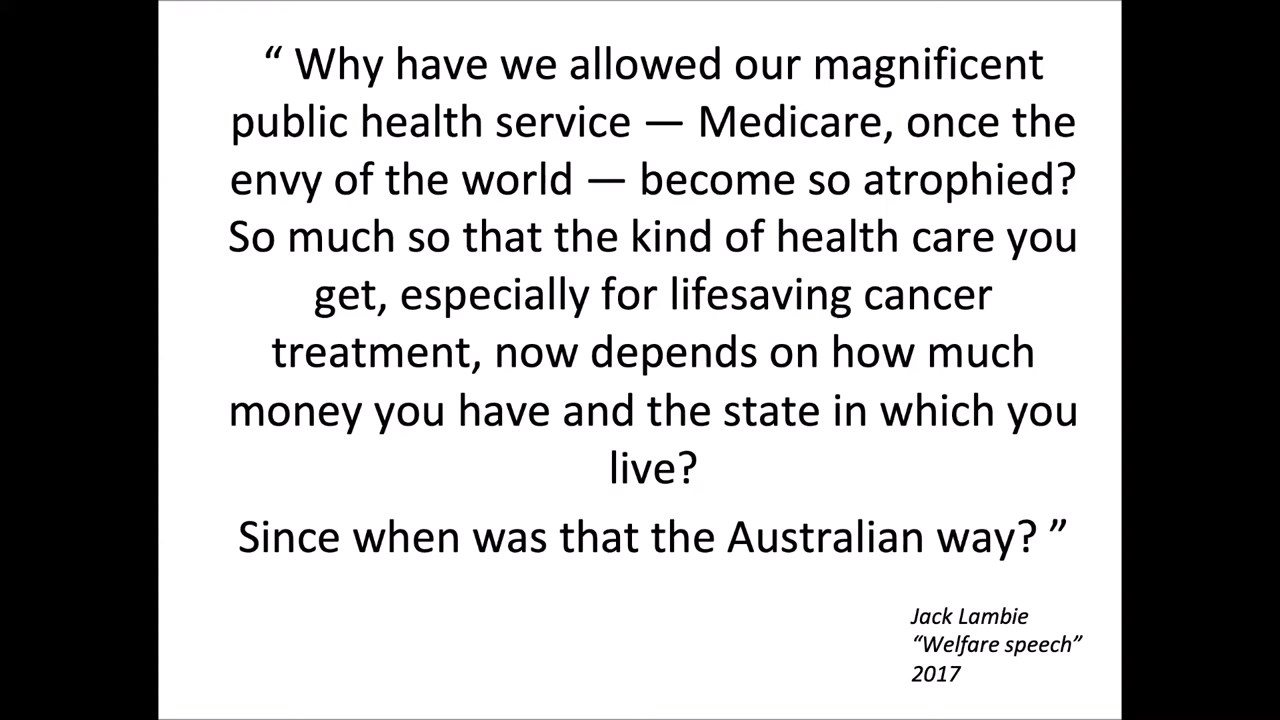 “ Why have we allowed our magnificent
public health service — Medicare, once the
envy of the world — become so atrophied?
So much so that the kind of health care you
get, especially for lifesaving cancer
treatment, now depends on how much
money you have and the state in which you
live?
Since when was that the Australian way? ”
Jack Lambie
“Welfare speech”
2017